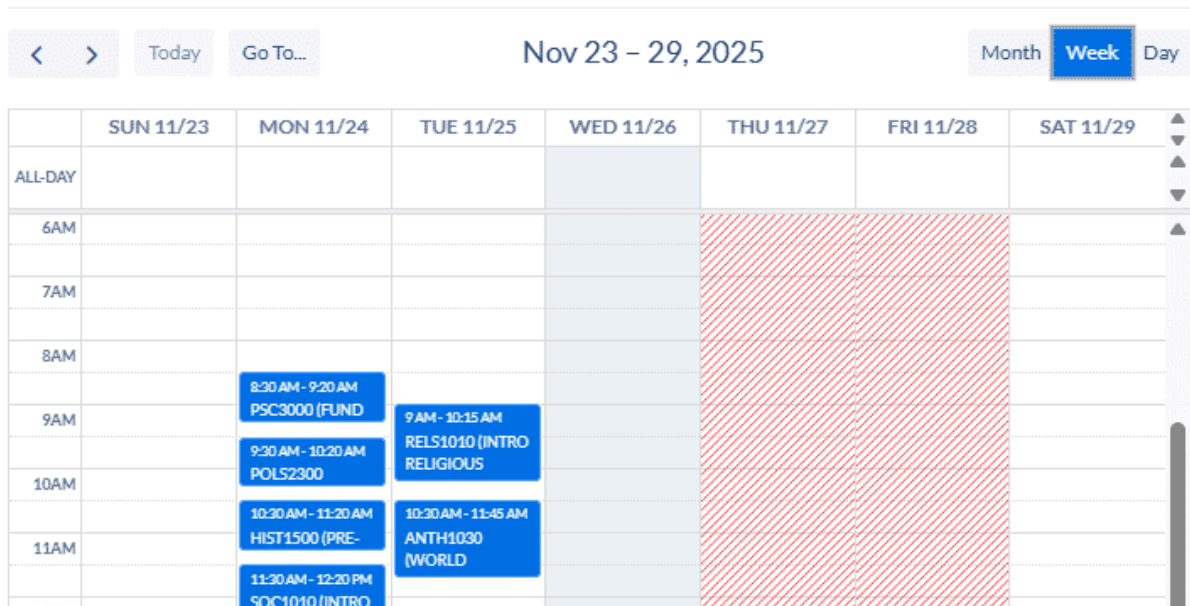 Today Go To... Nov 23 – 29, 2025 Month Week Day
SUN 11/23 MON 11/24 TUE 11/25 WED 11/26 THU 11/27 FRI 11/28 SAT 11/29
ALL-DAY
6AM
7AM
8AM
9AM
10AM
11AM
8:30 AM - 9:20 AM
PSC3000 (FUND
9:30 AM - 10:20 AM
POLS2300
10:30 AM - 11:20 AM
HIST1500 (PRE-
11:30 AM - 12:20 PM
SOC1010 (INTRO
9 AM - 10:15 AM
RELS1010 (INTRO
RELIGIOUS
10:30 AM - 11:45 AM
ANTH1030
(WORLD